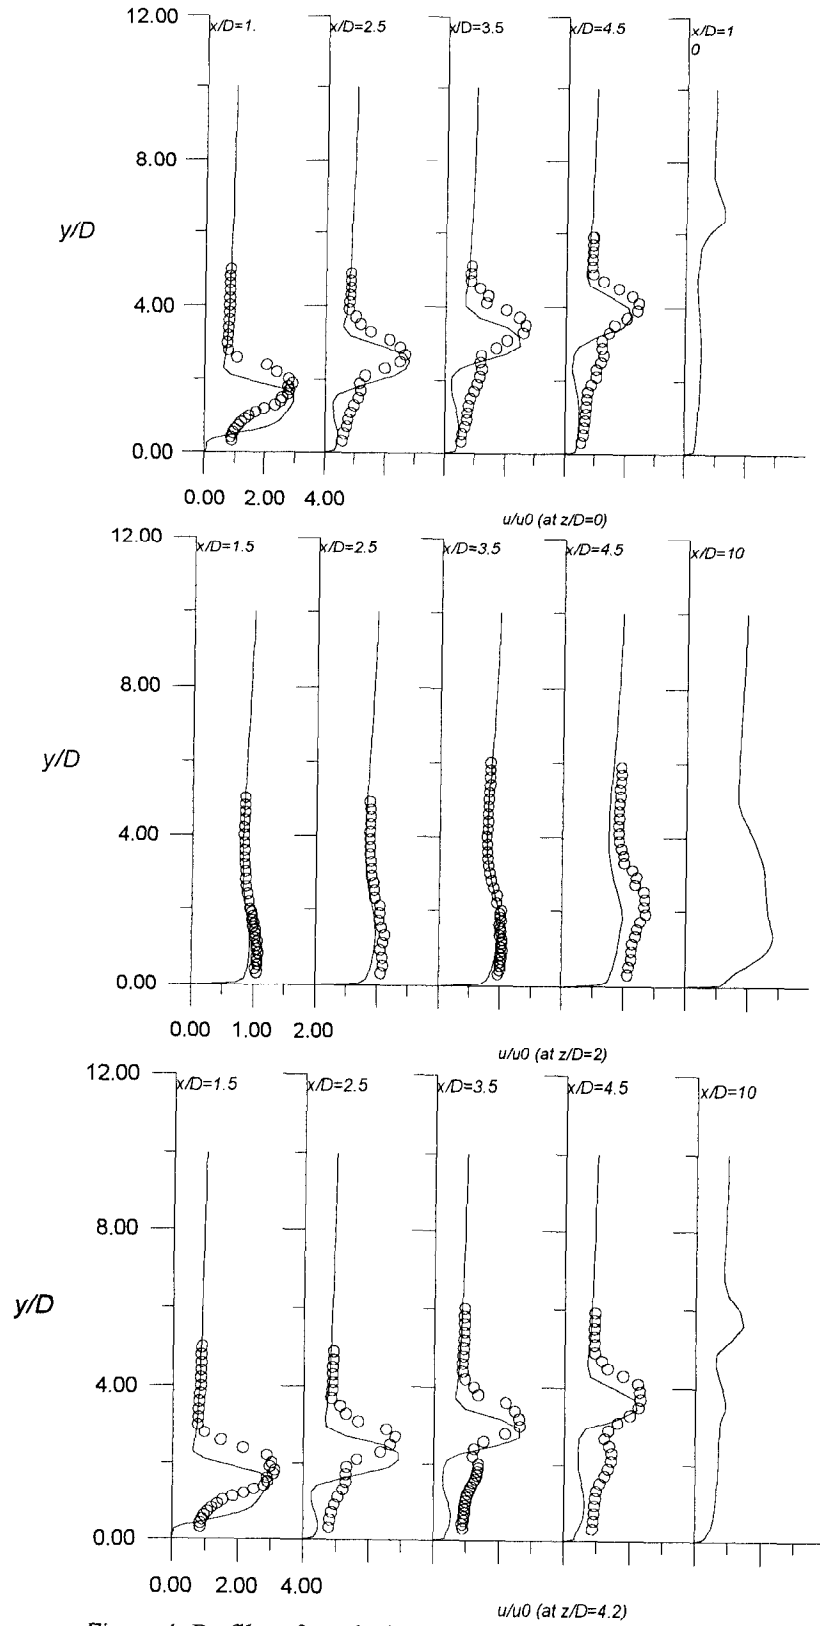 12.00
x/D=1.
x/D=2.5
x/D=3.5
x/D=4.5
x/D=1
0
8.00
y/D
4.00
0.00
0.00 2.00 4.00
u/u0 (at z/D=0)
12.00
x/D=1.5
x/D=2.5
x/D=3.5
x/D=4.5
x/D=10
8.00
y/D
4.00
0.00
0.00 1.00 2.00
u/u0 (at z/D=2)
12.00
x/D=1.5
x/D=2.5
x/D=3.5
x/D=4.5
x/D=10
8.00
y/D
4.00
0.00
0.00 2.00 4.00
u/u0 (at z/D=4.2)